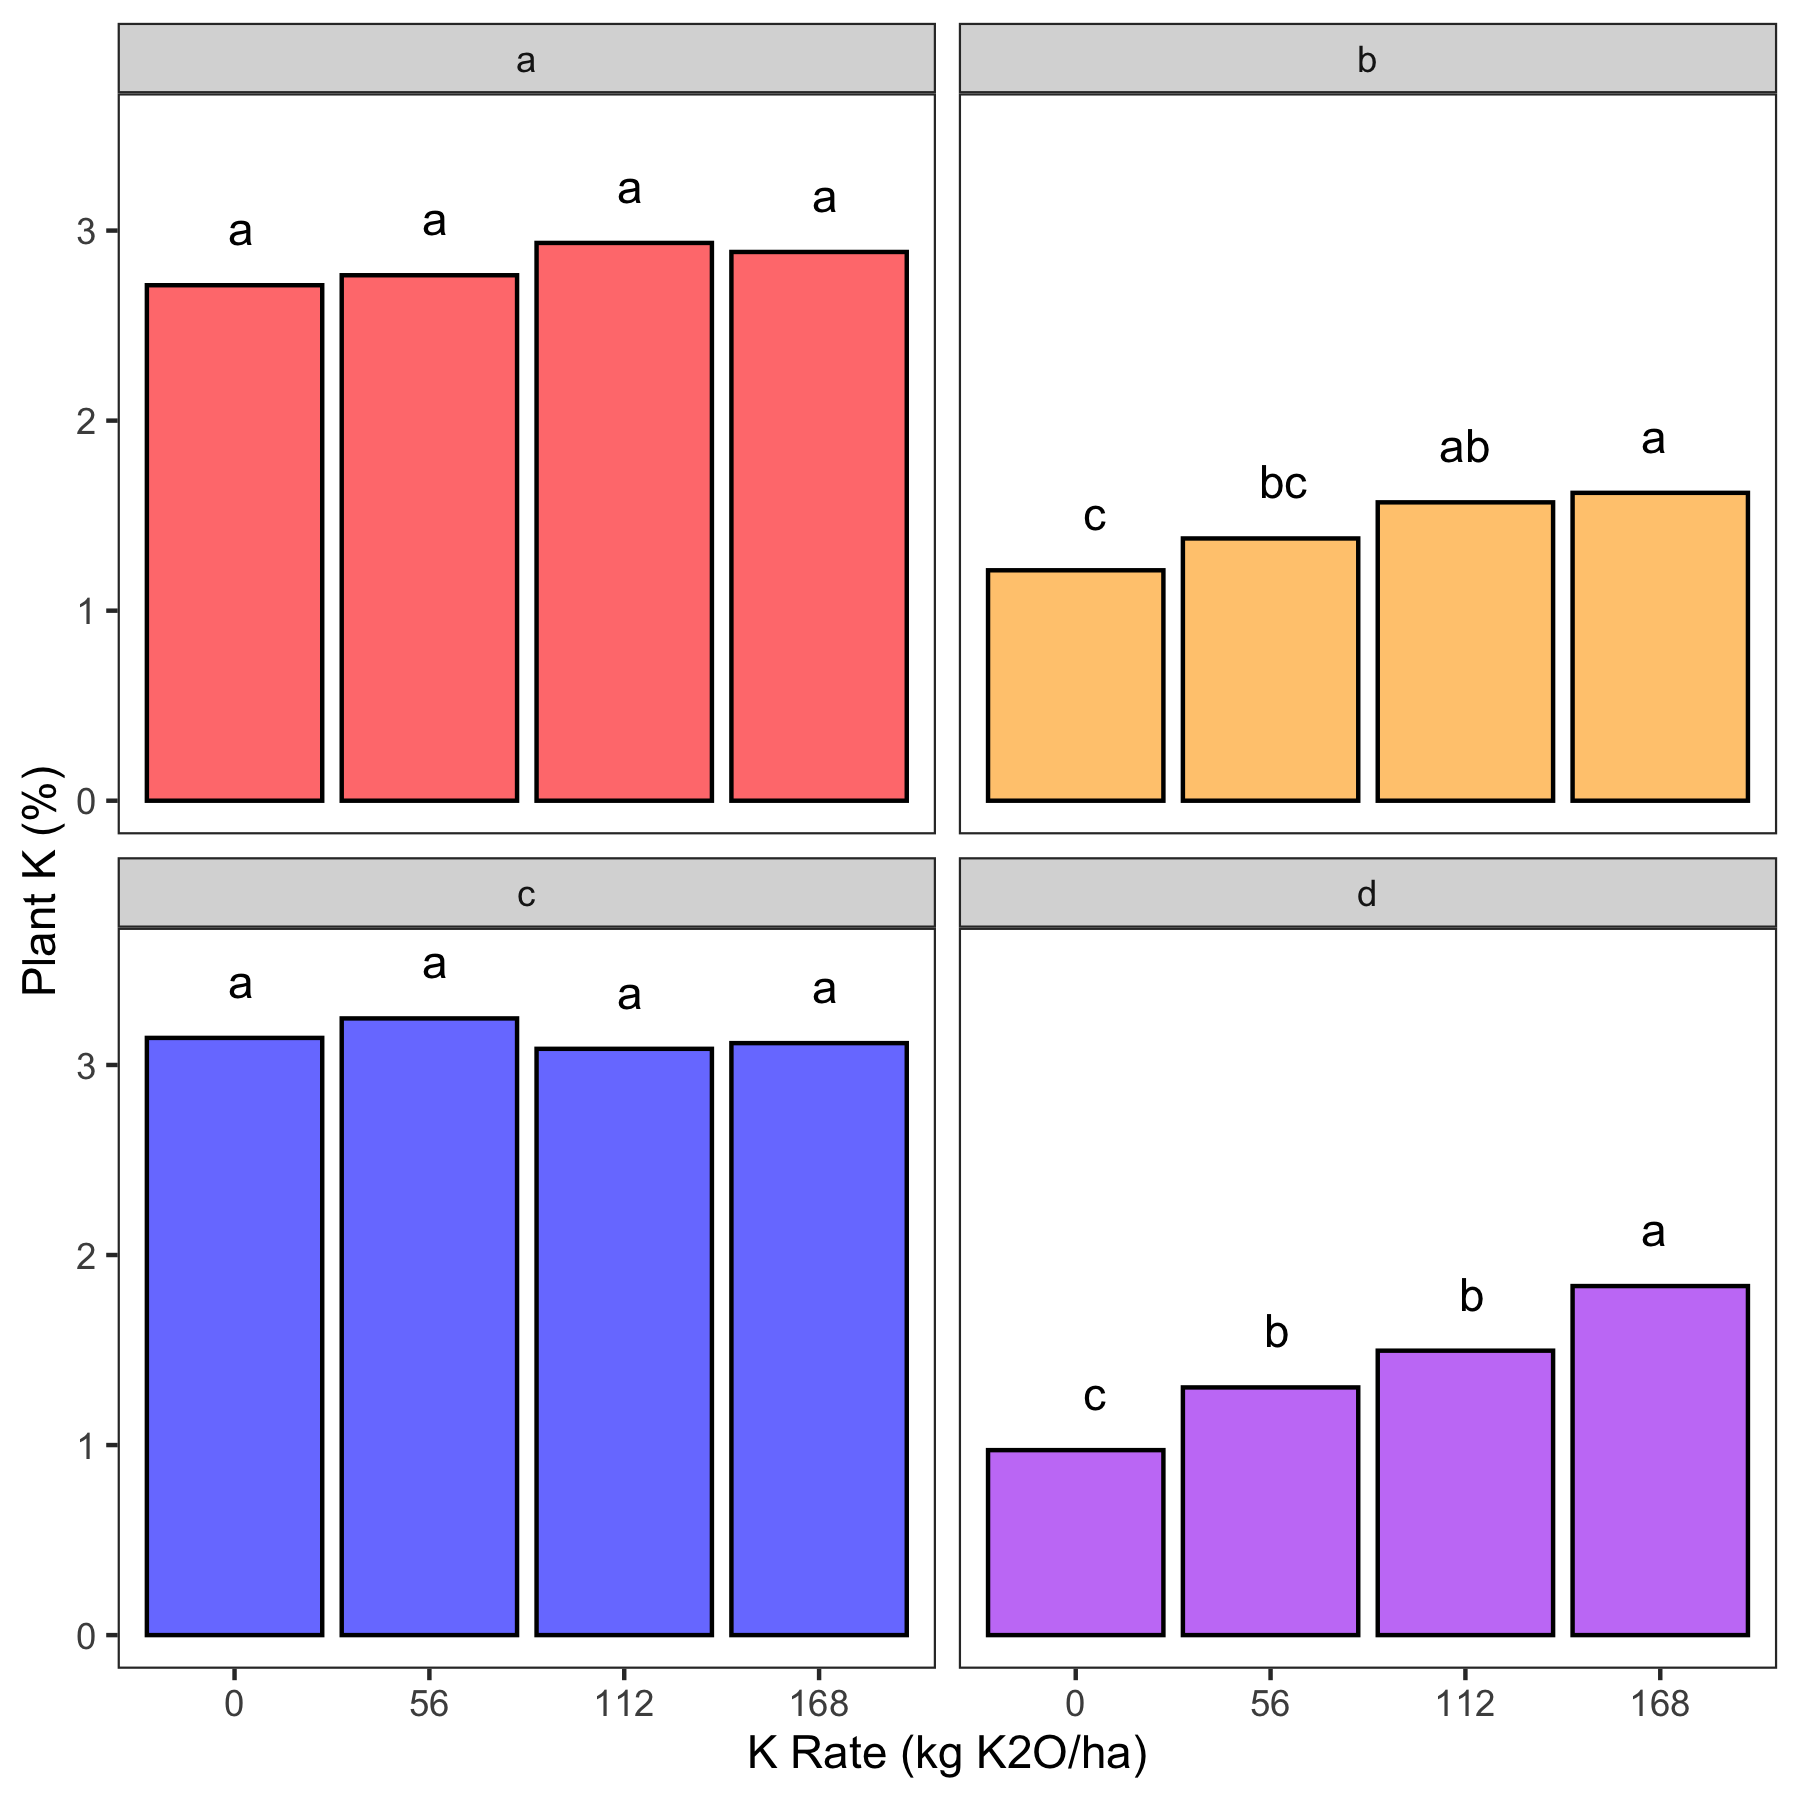 a
b
a a a a
c bc ab a
3
2
1
0
Plant K (%)
c
d
a a a a
c b b a
3
2
1
0
0 56 112 168
0 56 112 168
K Rate (kg K2O/ha)